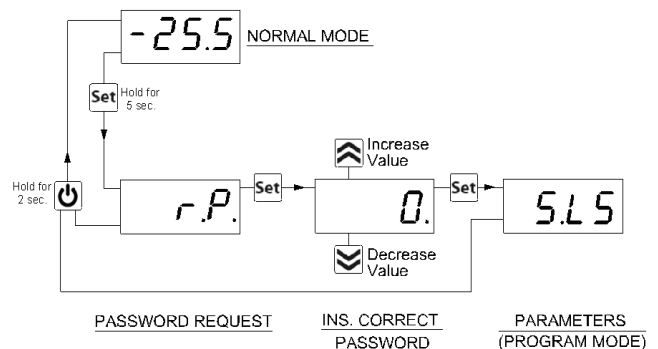 -25.5
NORMAL MODE
Set
Hold for
5 sec.
Increase
Value
Hold for
2 sec.
r.P.
Set
0.
Set
S.LS
Decrease
Value
PASSWORD REQUEST
INS. CORRECT
PASSWORD
PARAMETERS
(PROGRAM MODE)